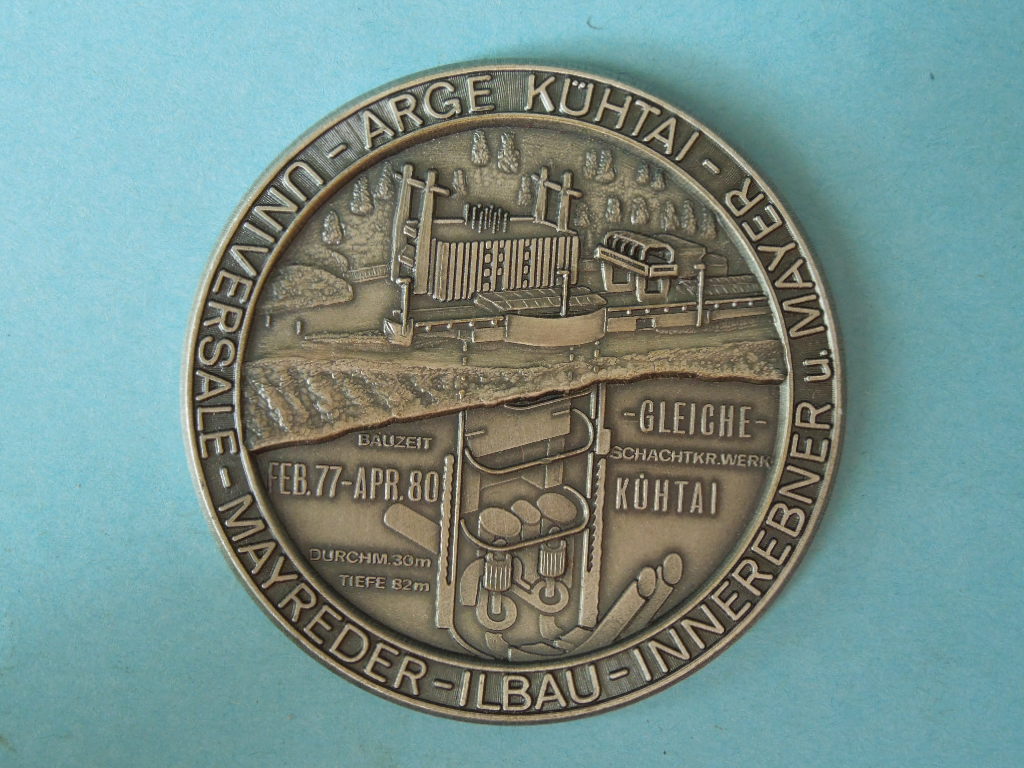 ARGE KÜHTAI - INNEREBNER u. MAYER - ILBAU - MAYREDER - UNIVERSALE -
BAUZEIT
FEB. 77 - APR. 80
DURCHM. 30m
TIEFE 82m
- GLEICHE -
SCHACHTKR. WERK
KÜHTAI